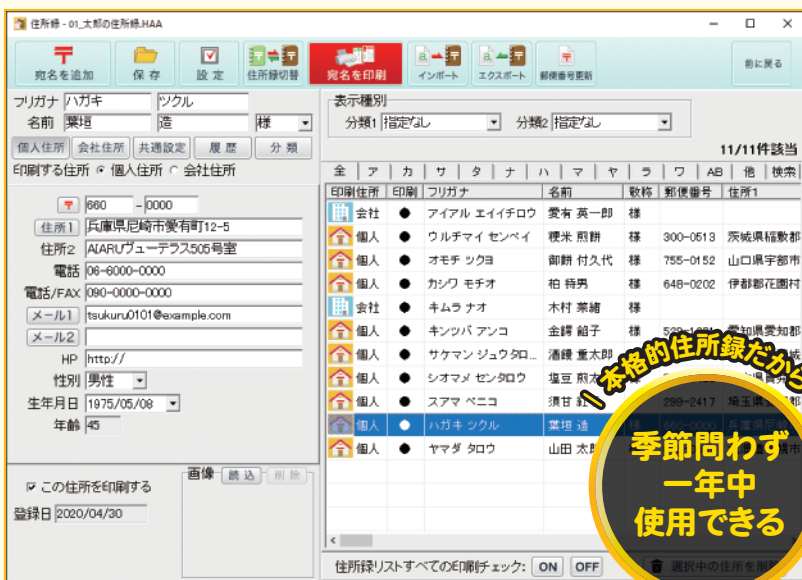 住所録 - 01_太郎の住所録.HAA
宛名を追加 保存 設定 住所録切替 宛名を印刷 インポート エクスポート 郵便番号更新 前に戻る
フリガナ ハガキ ツクル
名前 葉垣 造 様
個人住所 会社住所 共通設定 履歴 分類
印刷する住所 個人住所 会社住所
〒 660 -0000
住所1 兵庫県尼崎市愛有町12-5
住所2 AIARUヴューテラス505号室
電話 06-6000-0000
電話/FAX 090-0000-0000
メール1 tsukuru0101@example.com
メール2
HP http://
性別 男性
生年月日 1975/05/08
年齢 45
この住所を印刷する
登録日 2020/04/30
画像 読込 削除
表示種別
分類1 指定なし 分類2 指定なし
11/11件該当
全 ア カ サ タ ナ ハ マ ヤ ラ ワ AB 他 検索
印刷住所 印刷 フリガナ 名前 敬称 郵便番号 住所1
会社 ● アイアル エイイチロウ 愛有 英一郎 様
個人 ● ウルチマイ センベイ 粳米 煎餅 様 300-0513 茨城県稲敷郡
個人 ● オモチ ツクヨ 御餅 付久代 様 755-0152 山口県宇部市
個人 ● カシワ モチオ 柏 持男 様 648-0202 伊都郡花園村
会社 ● キムラ ナオ 木村 菜緒 様
個人 ● キンツバ アンコ 金鍔 餡子 様 愛知県愛知郡
個人 ● サケマン ジュウタロ... 酒饅 重太郎
個人 ● シオマメ センタロウ 塩豆 煎太
個人 ● スアマ ベニコ 須甘 紅 299-2417 埼玉県
個人 ● ハガキ ツクル 葉垣 造 様 660-0000 兵庫県尼崎
個人 ● ヤマダ タロウ 山田 太郎
本格的住所録だから
季節問わず
一年中
使用できる
住所録リストすべての印刷チェック: ON OFF
選択中の住所を削除